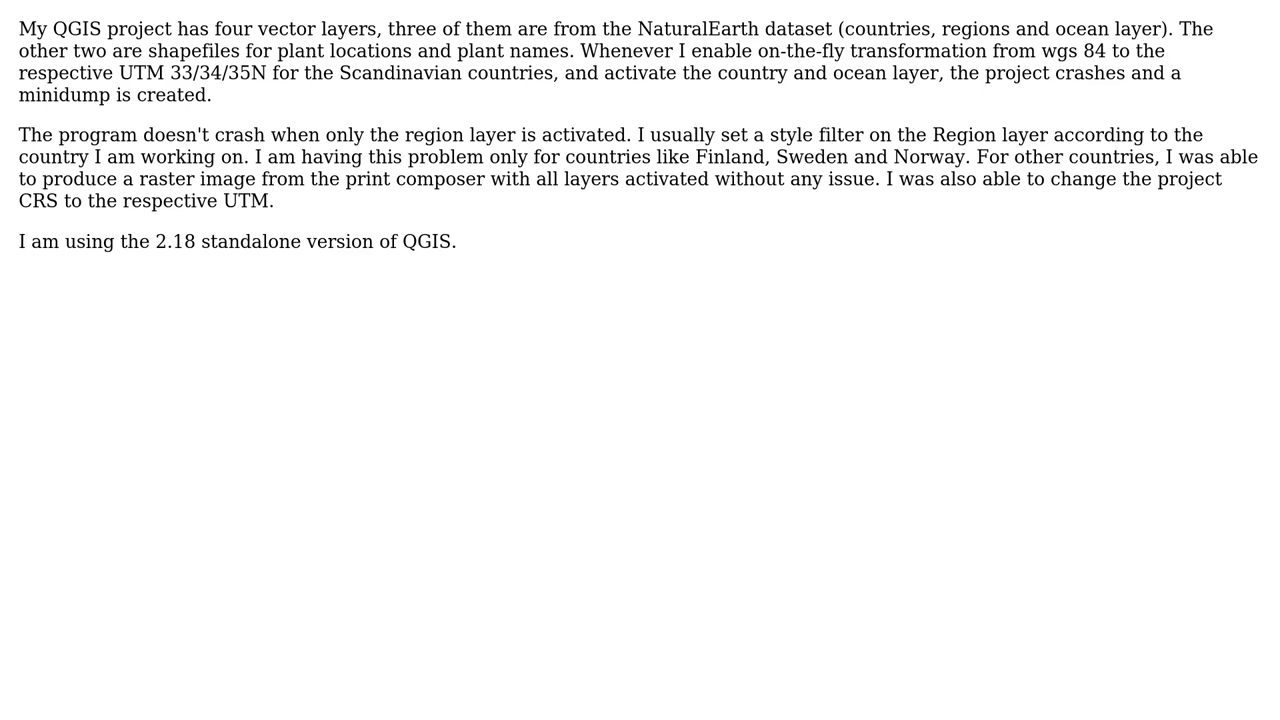 My QGIS project has four vector layers, three of them are from the NaturalEarth dataset (countries, regions and ocean layer). The
other two are shapefiles for plant locations and plant names. Whenever I enable on-the-fly transformation from wgs 84 to the
respective UTM 33/34/35N for the Scandinavian countries, and activate the country and ocean layer, the project crashes and a
minidump is created.
The program doesn't crash when only the region layer is activated. I usually set a style filter on the Region layer according to the
country I am working on. I am having this problem only for countries like Finland, Sweden and Norway. For other countries, I was able
to produce a raster image from the print composer with all layers activated without any issue. I was also able to change the project
CRS to the respective UTM.
I am using the 2.18 standalone version of QGIS.